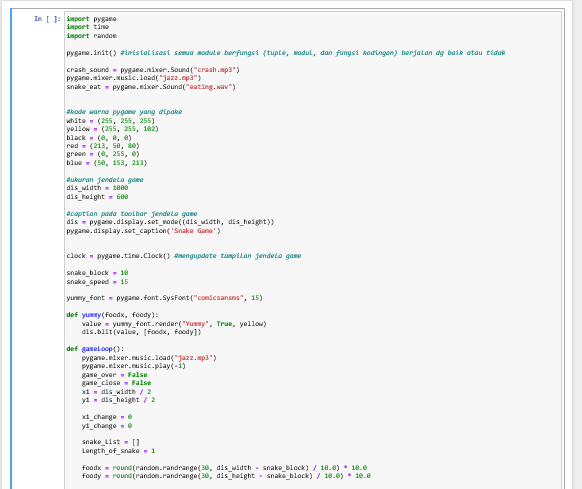 In [ ]: import pygame
import time
import random
pygame.init() #inisialisasi semua module berfungsi (tuple, modul, dan fungsi kodingan) berjalan dg baik atau tidak
crash_sound = pygame.mixer.Sound("crash.mp3")
pygame.mixer.music.load("jazz.mp3")
snake_eat = pygame.mixer.Sound("eating.wav")
#kode warna pygame yang dipake
white = (255, 255, 255)
yellow = (255, 255, 102)
black = (0, 0, 0)
red = (213, 50, 80)
green = (0, 255, 0)
blue = (50, 153, 213)
#ukuran jendela game
dis_width = 1000
dis_height = 600
#caption pada toolbar jendela game
dis = pygame.display.set_mode((dis_width, dis_height))
pygame.display.set_caption('Snake Game')
clock = pygame.time.Clock() #mengupdate tampilan jendela game
snake_block = 10
snake_speed = 15
yummy_font = pygame.font.SysFont("comicsansms", 15)
def yummy(foodx, foody):
    value = yummy_font.render("Yummy", True, yellow)
    dis.blit(value, [foodx, foody])
def gameLoop():
    pygame.mixer.music.load("jazz.mp3")
    pygame.mixer.music.play(-1)
    game_over = False
    game_close = False
    x1 = dis_width / 2
    y1 = dis_height / 2
    x1_change = 0
    y1_change = 0
    snake_List = []
    Length_of_snake = 1
    foodx = round(random.randrange(30, dis_width - snake_block) / 10.0) * 10.0
    foody = round(random.randrange(30, dis_height - snake_block) / 10.0) * 10.0